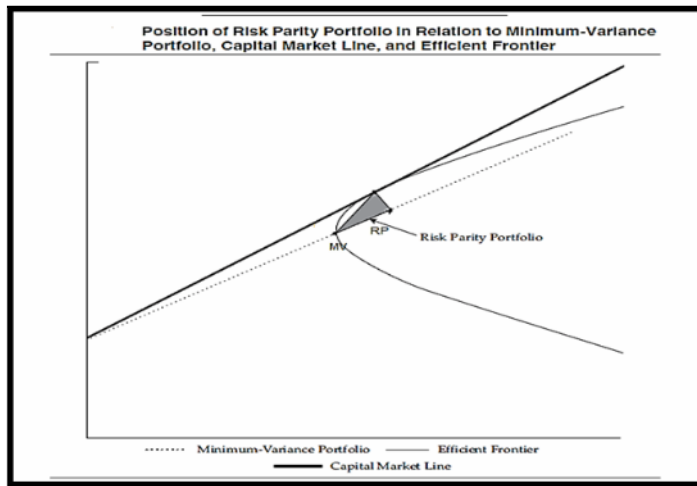 Position of Risk Parity Portfolio in Relation to Minimum-Variance
Portfolio, Capital Market Line, and Efficient Frontier
MV
RP
Risk Parity Portfolio
Minimum-Variance Portfolio
Efficient Frontier
Capital Market Line